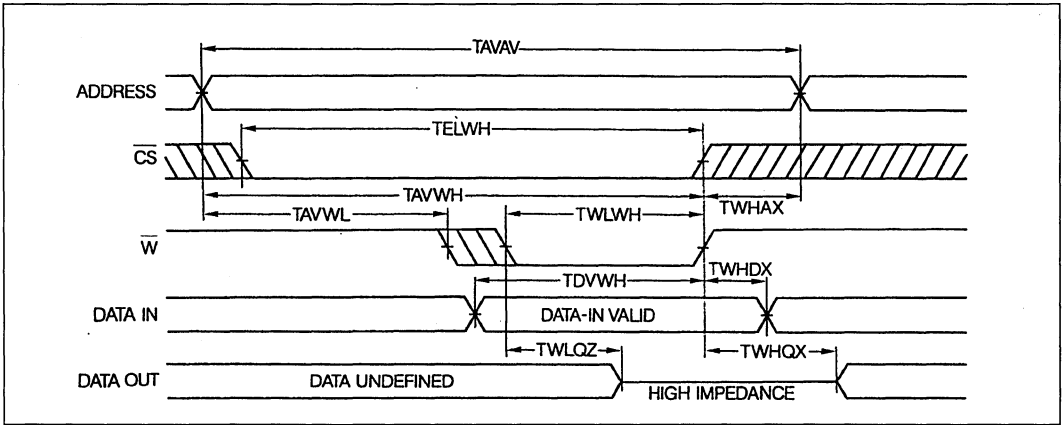 TAVAV
ADDRESS
TELWH
CS
TAVWH
TWHAX
TAVWL
TWLWH
W
TDVWH
TWHDX
DATA IN
DATA-IN VALID
TWLQZ
TWHQX
DATA OUT
DATA UNDEFINED
HIGH IMPEDANCE